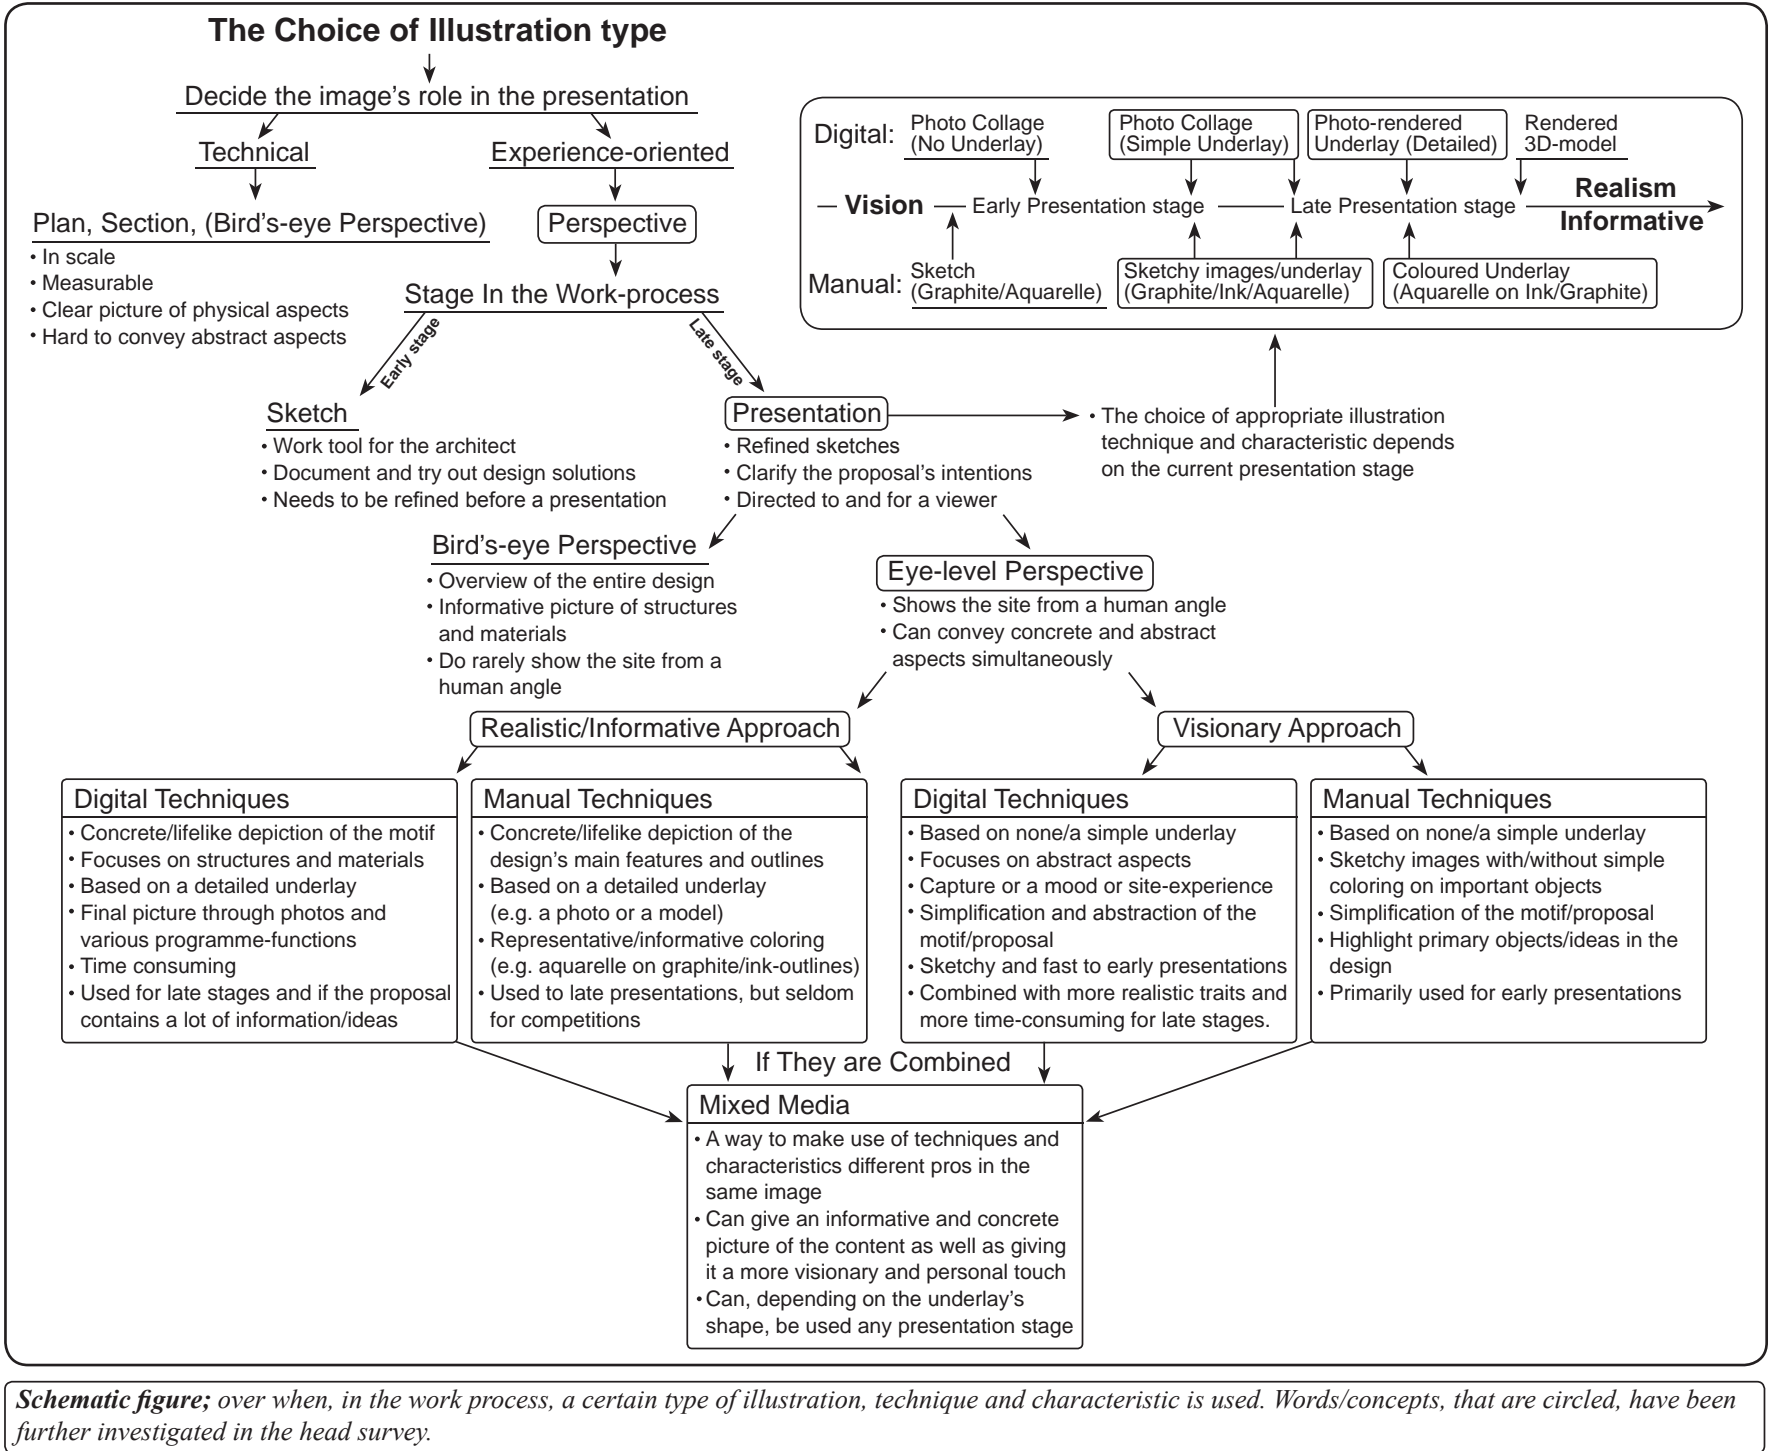 The Choice of Illustration type
Decide the image's role in the presentation
Technical
Experience-oriented
Plan, Section, (Bird's-eye Perspective)
• In scale
• Measurable
• Clear picture of physical aspects
• Hard to convey abstract aspects
Perspective
Stage In the Work-process
Early stage
Late stage
Digital:
Photo Collage
(No Underlay)
Photo Collage
(Simple Underlay)
Photo-rendered
Underlay (Detailed)
Rendered
3D-model
Vision
Early Presentation stage
Late Presentation stage
Realism
Informative
Manual:
Sketch
(Graphite/Aquarelle)
Sketchy images/underlay
(Graphite/Ink/Aquarelle)
Coloured Underlay
(Aquarelle on Ink/Graphite)
Sketch
• Work tool for the architect
• Document and try out design solutions
• Needs to be refined before a presentation
Presentation
• Refined sketches
• Clarify the proposal's intentions
• Directed to and for a viewer
• The choice of appropriate illustration
technique and characteristic depends
on the current presentation stage
Bird's-eye Perspective
• Overview of the entire design
• Informative picture of structures
and materials
• Do rarely show the site from a
human angle
Eye-level Perspective
• Shows the site from a human angle
• Can convey concrete and abstract
aspects simultaneously
Realistic/Informative Approach
Visionary Approach
Digital Techniques
• Concrete/lifelike depiction of the motif
• Focuses on structures and materials
• Based on a detailed underlay
• Final picture through photos and
various programme-functions
• Time consuming
• Used for late stages and if the proposal
contains a lot of information/ideas
Manual Techniques
• Concrete/lifelike depiction of the
design's main features and outlines
• Based on a detailed underlay
(e.g. a photo or a model)
• Representative/informative coloring
(e.g. aquarelle on graphite/ink-outlines)
• Used to late presentations, but seldom
for competitions
Digital Techniques
• Based on none/a simple underlay
• Focuses on abstract aspects
• Capture or a mood or site-experience
• Simplification and abstraction of the
motif/proposal
• Sketchy and fast to early presentations
• Combined with more realistic traits and
more time-consuming for late stages.
Manual Techniques
• Based on none/a simple underlay
• Sketchy images with/without simple
coloring on important objects
• Simplification of the motif/proposal
• Highlight primary objects/ideas in the
design
• Primarily used for early presentations
If They are Combined
Mixed Media
• A way to make use of techniques and
characteristics different pros in the
same image
• Can give an informative and concrete
picture of the content as well as giving
it a more visionary and personal touch
• Can, depending on the underlay's
shape, be used any presentation stage
Schematic figure; over when, in the work process, a certain type of illustration, technique and characteristic is used. Words/concepts, that are circled, have been
further investigated in the head survey.